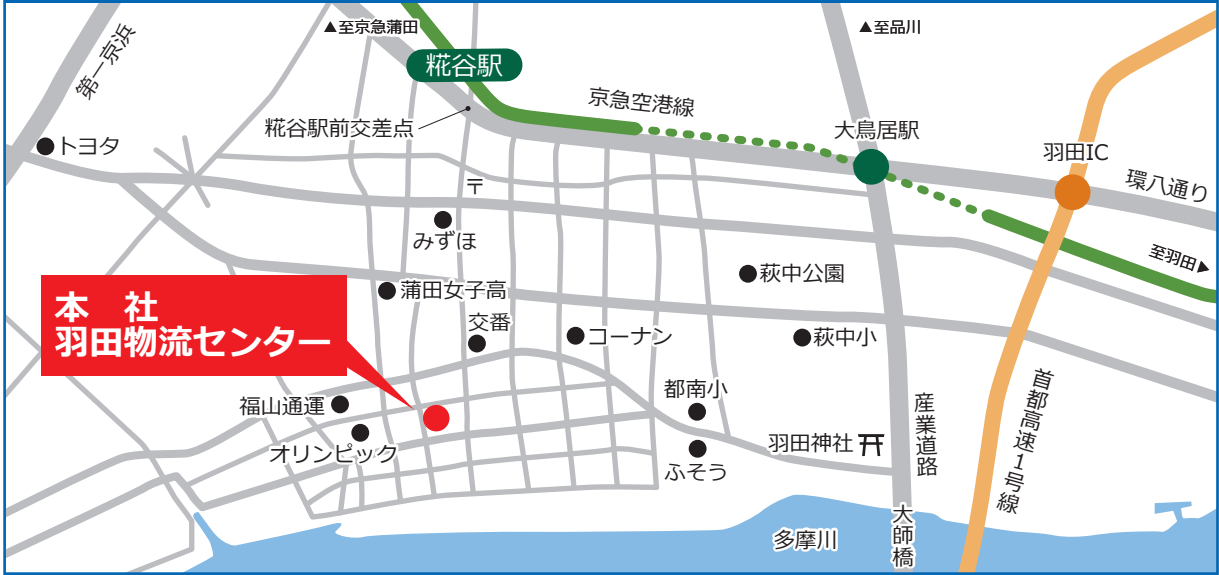 ▲至京急蒲田
▲至品川
第一京浜
糀谷駅
京急空港線
糀谷駅前交差点
大鳥居駅
トヨタ
羽田IC
環八通り
〒
みずほ
至羽田▶
萩中公園
蒲田女子高
本　社
羽田物流センター
交番
コーナン
萩中小
都南小
首都高速1号線
福山通運
産業道路
羽田神社
オリンピック
ふそう
大師橋
多摩川